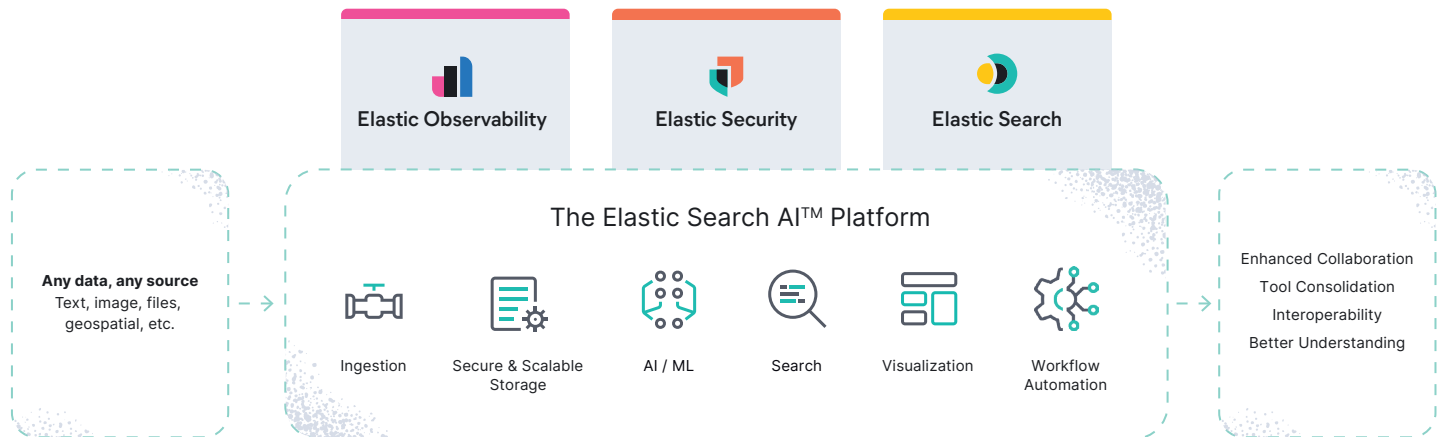 Elastic Observability
Elastic Security
Elastic Search
Any data, any source
Text, image, files,
geospatial, etc.
The Elastic Search AI™ Platform
Ingestion
Secure & Scalable
Storage
AI / ML
Search
Visualization
Workflow
Automation
Enhanced Collaboration
Tool Consolidation
Interoperability
Better Understanding